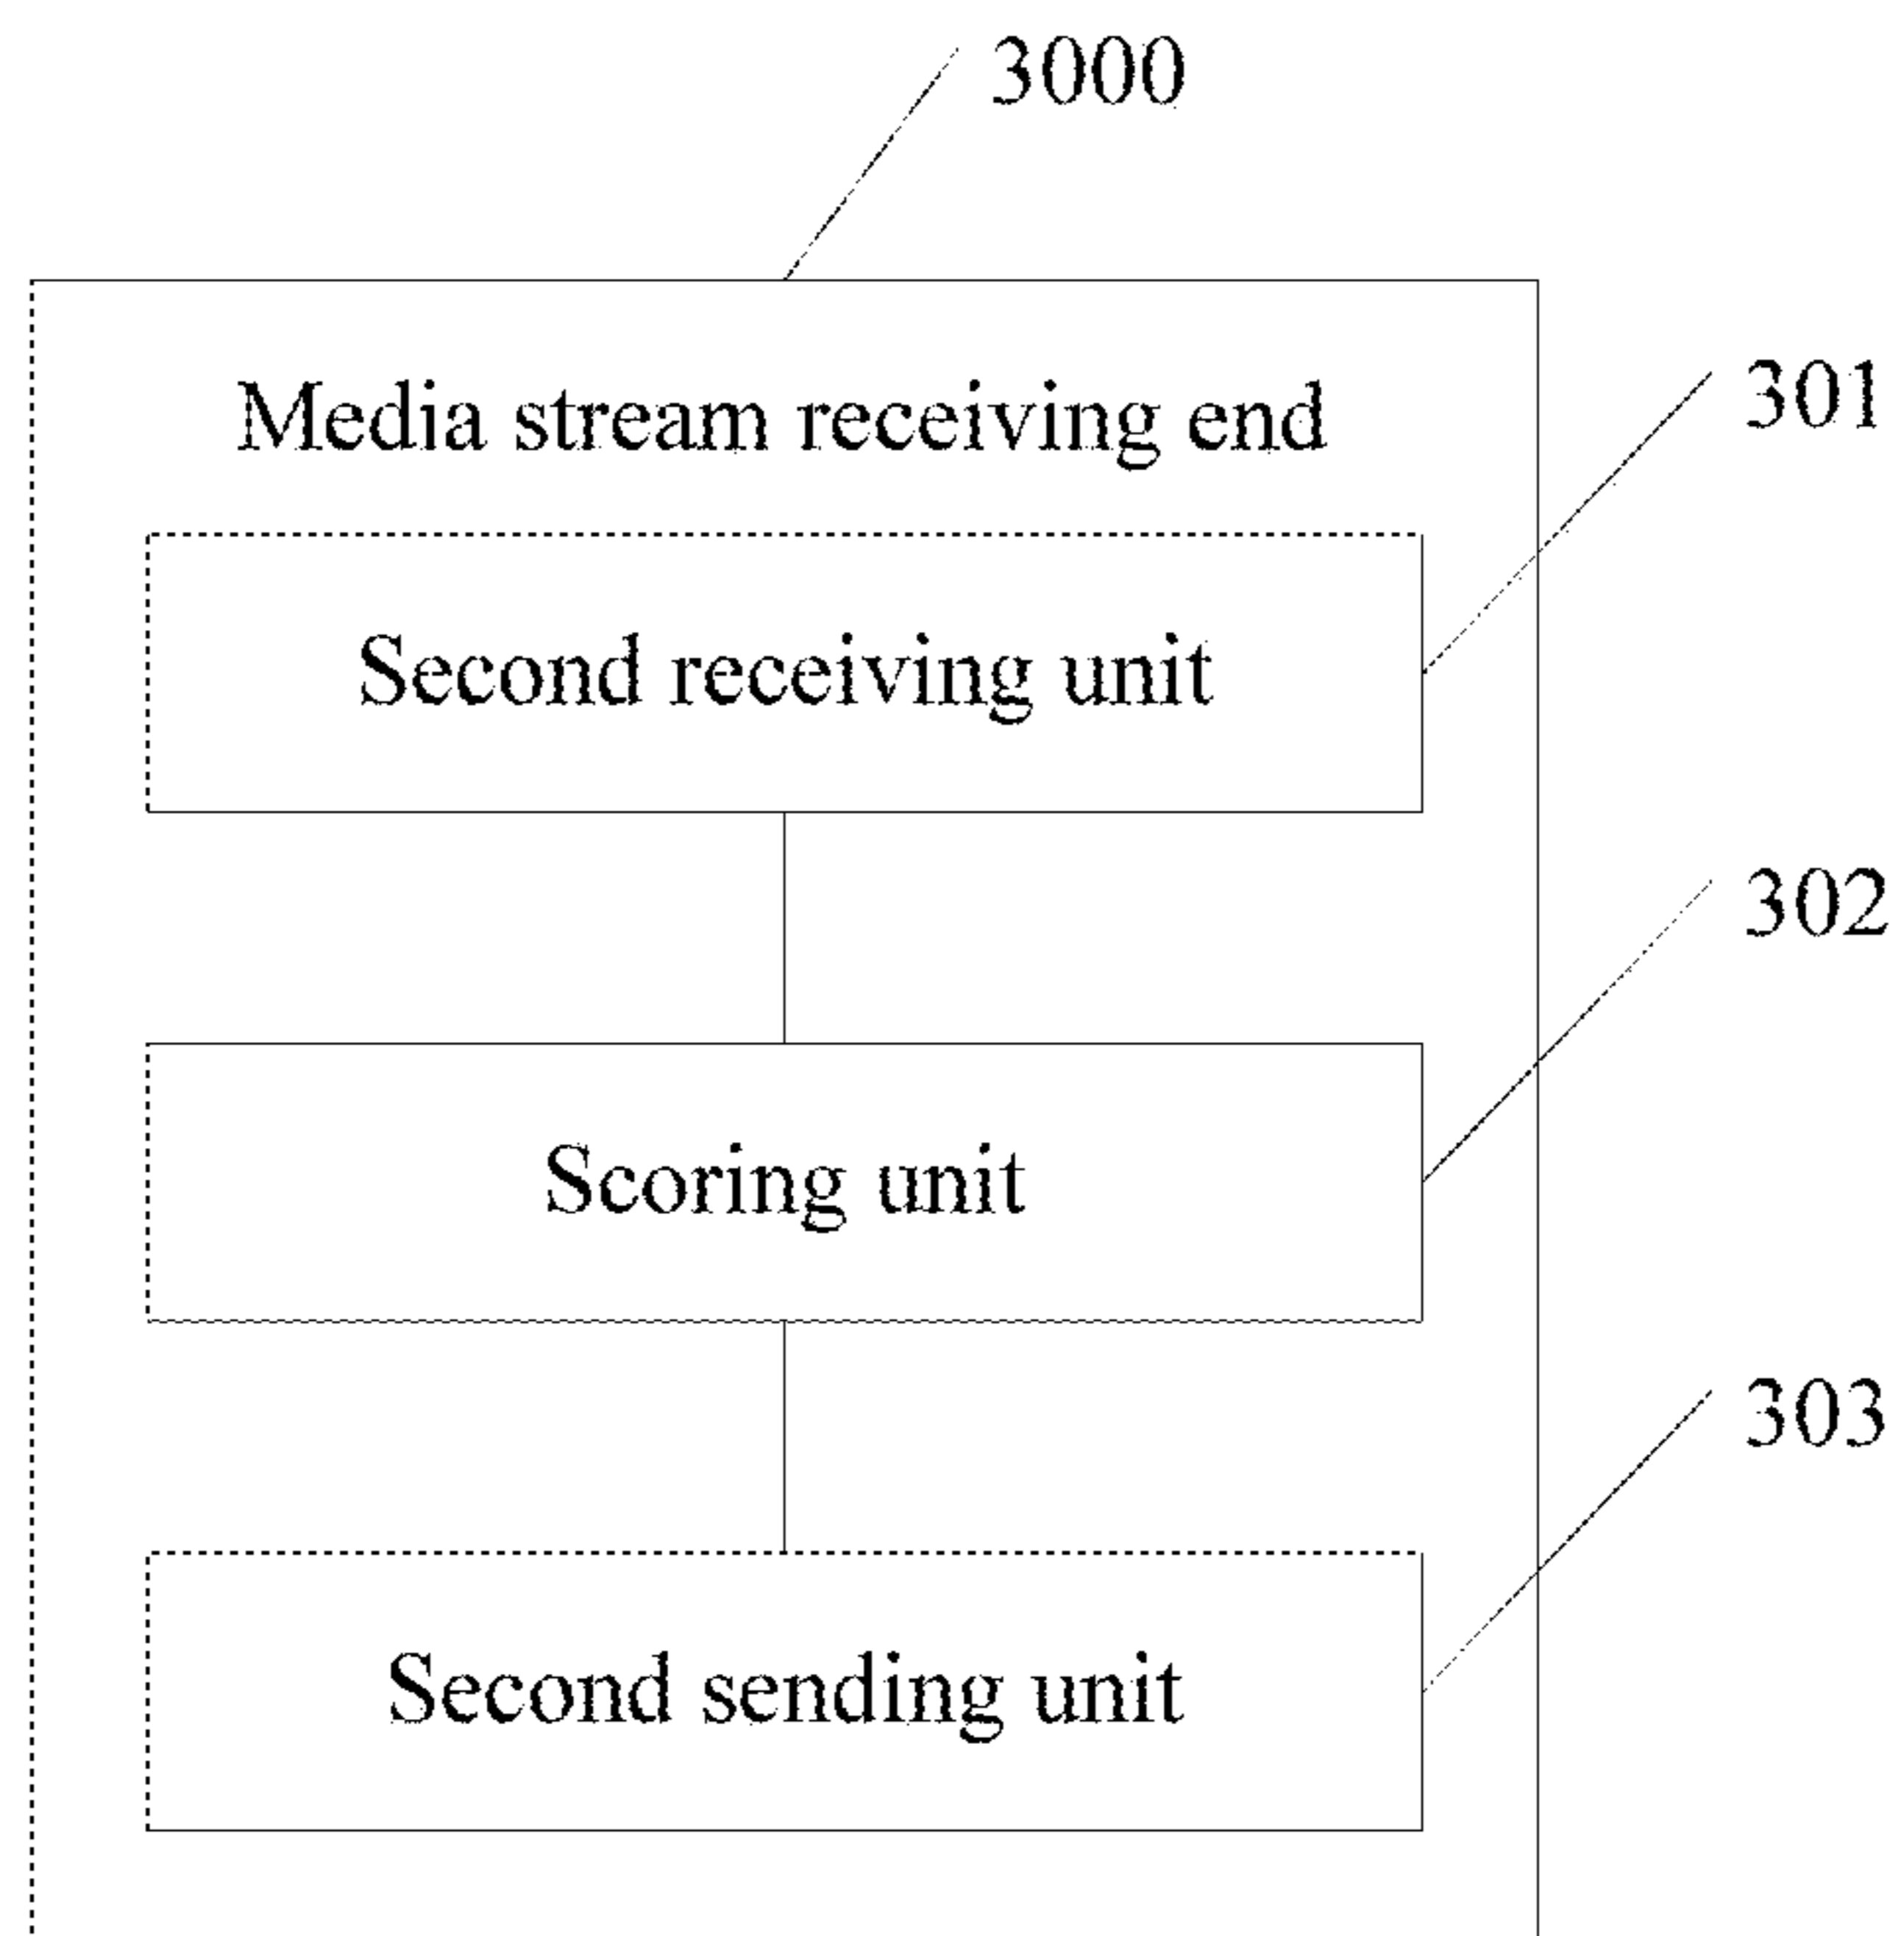 3000
Media stream receiving end
301
Second receiving unit
302
Scoring unit
303
Second sending unit